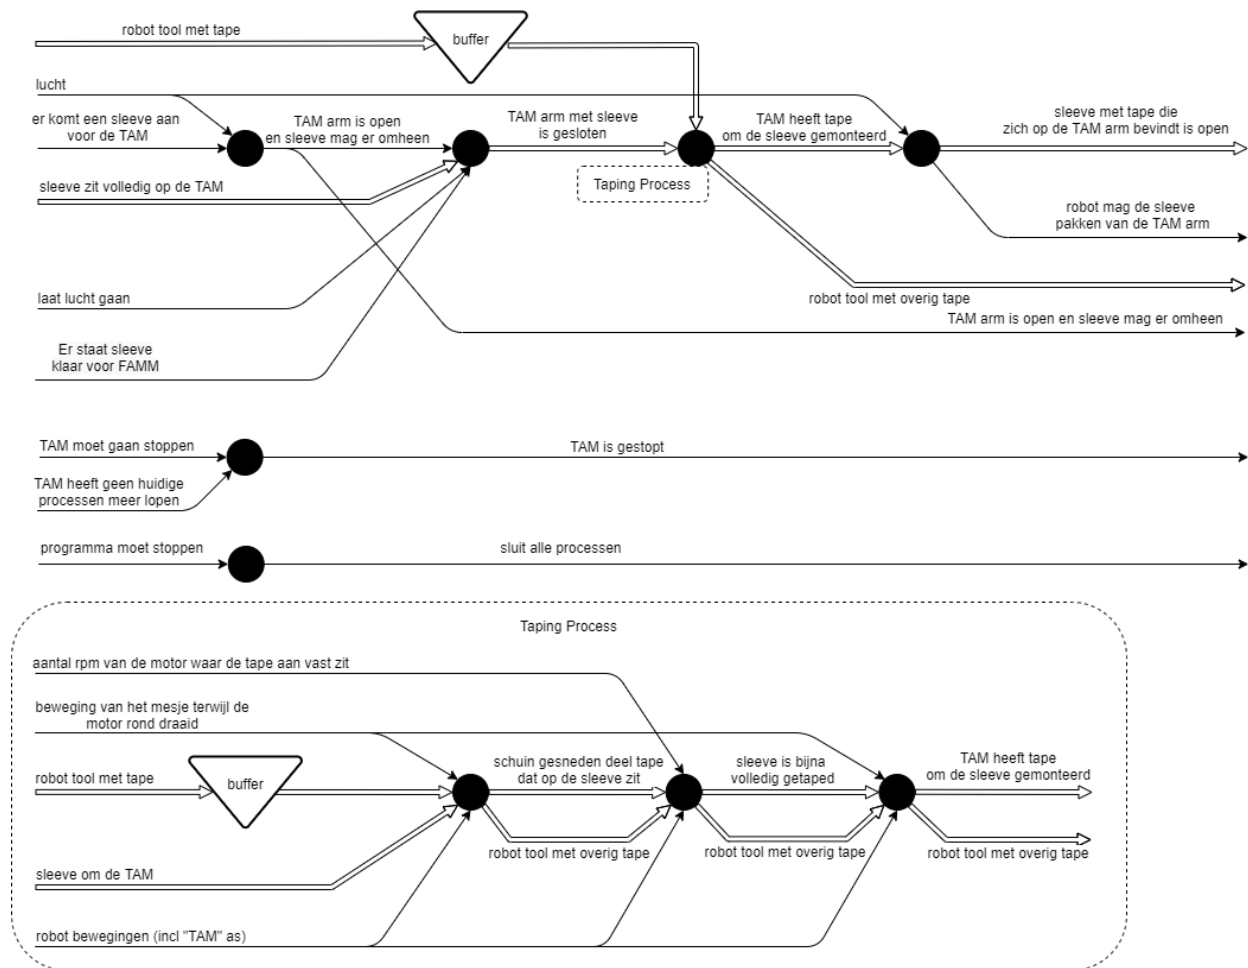 robot tool met tape
buffer
lucht
er komt een sleeve aan
voor de TAM
TAM arm is open
en sleeve mag er omheen
TAM arm met sleeve
is gesloten
TAM heeft tape
om de sleeve gemonteerd
sleeve met tape die
zich op de TAM arm bevindt is open
sleeve zit volledig op de TAM
Taping Process
robot mag de sleeve
pakken van de TAM arm
laat lucht gaan
robot tool met overig tape
TAM arm is open en sleeve mag er omheen
Er staat sleeve
klaar voor FAMM
TAM moet gaan stoppen
TAM is gestopt
TAM heeft geen huidige
processen meer lopen
programma moet stoppen
sluit alle processen
Taping Process
aantal rpm van de motor waar de tape aan vast zit
beweging van het mesje terwijl de
motor rond draaid
robot tool met tape
buffer
schuin gesneden deel tape
dat op de sleeve zit
sleeve is bijna
volledig getaped
TAM heeft tape
om de sleeve gemonteerd
robot tool met overig tape
robot tool met overig tape
robot tool met overig tape
sleeve om de TAM
robot bewegingen (incl "TAM" as)